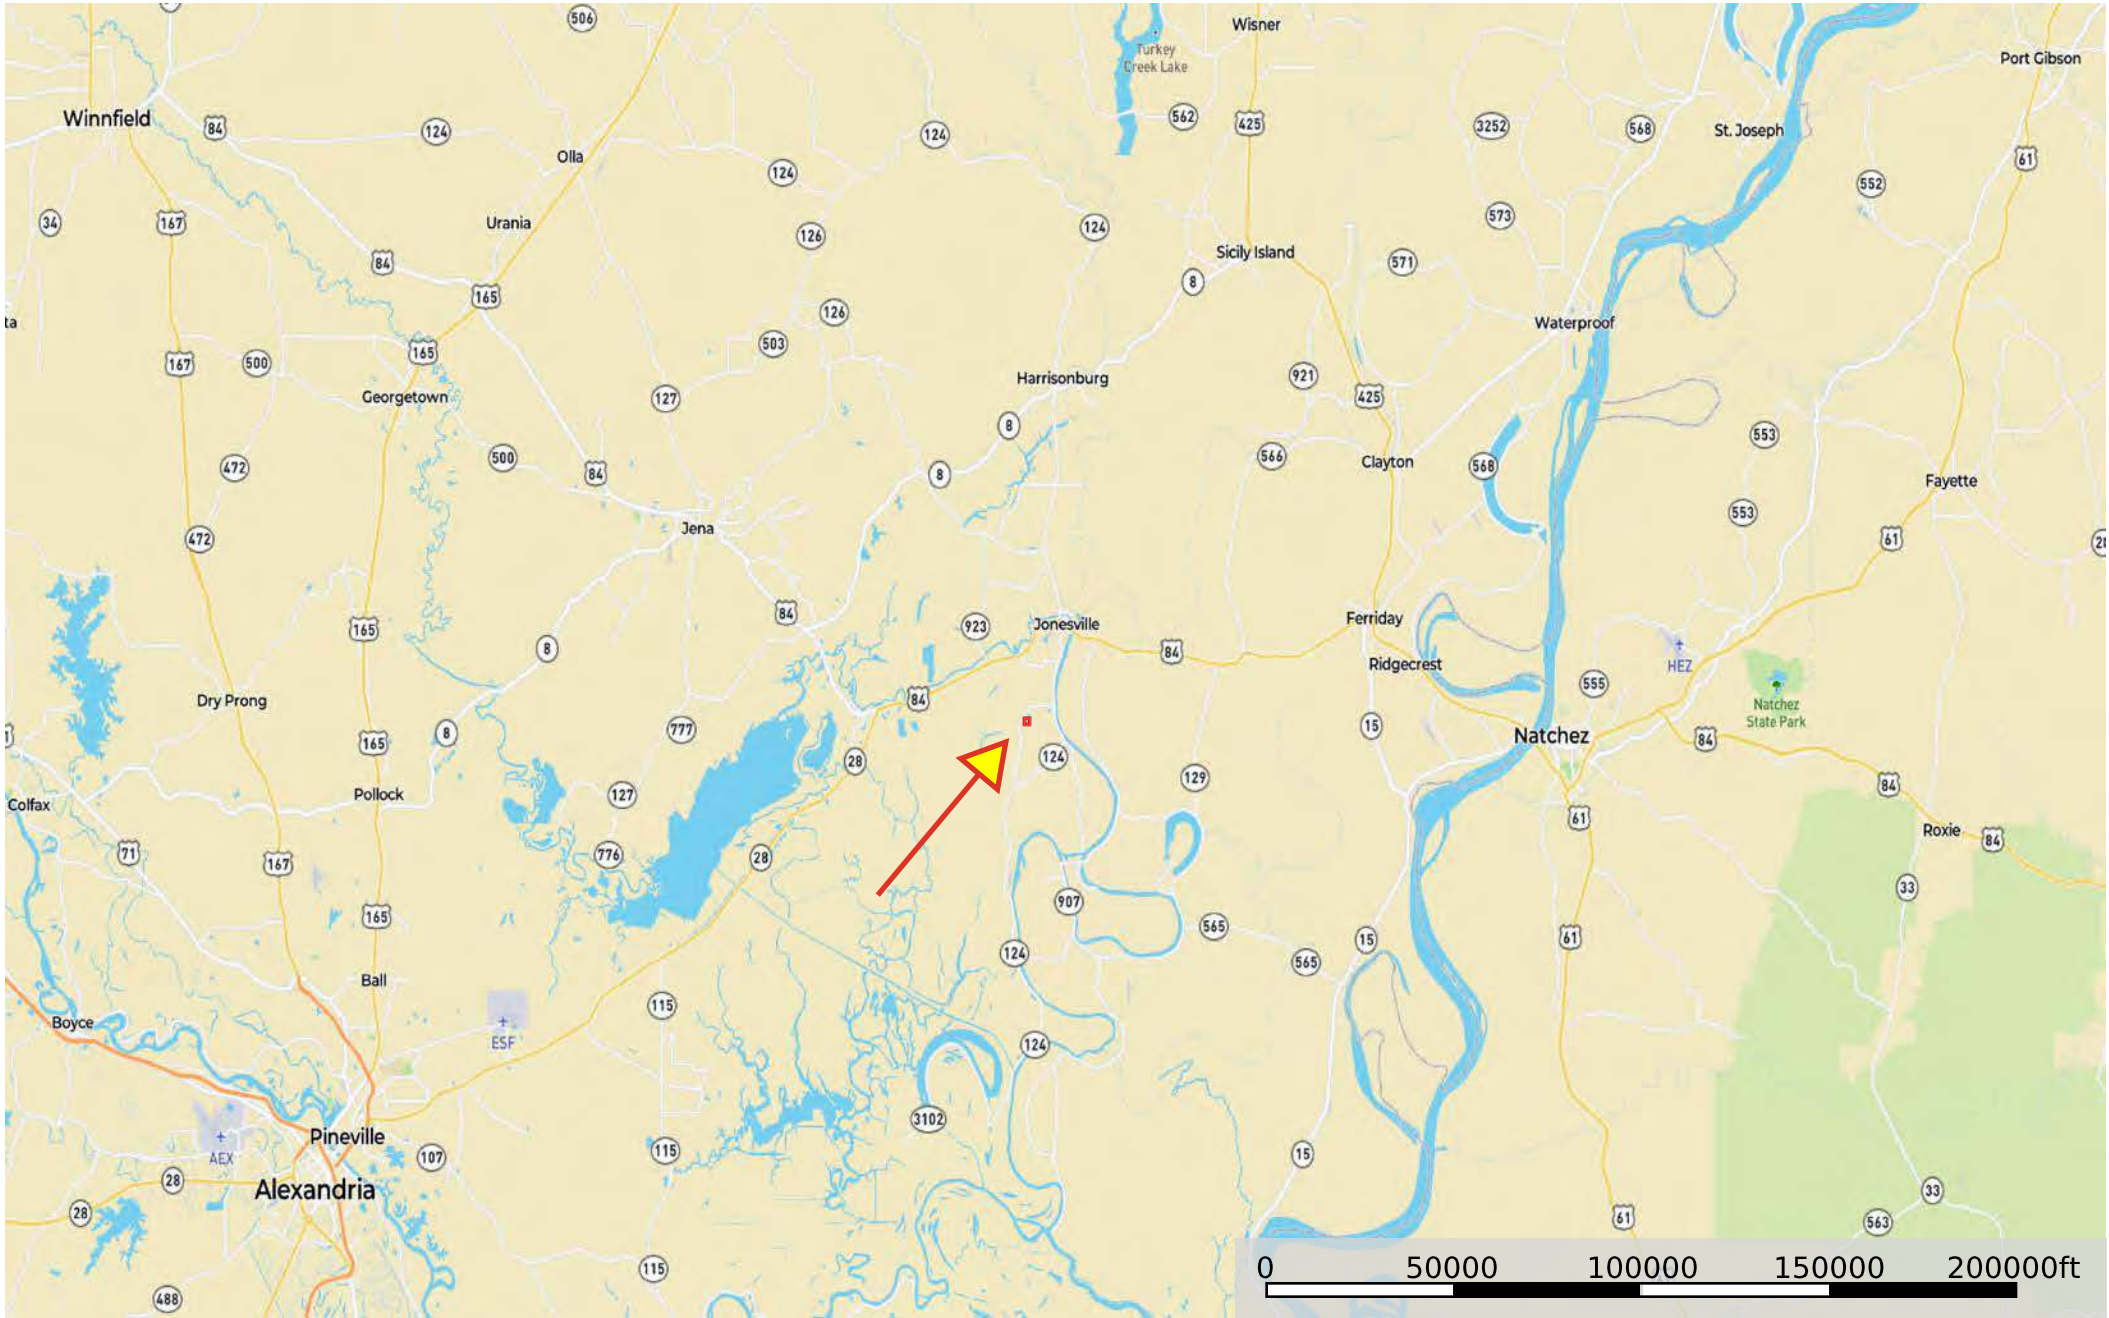 506
Wisner
Turkey
Creek Lake
Port Gibson
Winnfield
84
124
124
562
425
3252
568
St. Joseph
61
Olla
124
552
34
167
Urania
126
124
573
84
Sicily Island
571
8
165
ta
126
Waterproof
503
165
167
500
Harrisonburg
921
Georgetown
127
425
8
553
472
500
84
8
566
Clayton
568
Fayette
553
Jena
472
61
84
923
Jonesville
Ferriday
165
8
84
HEZ
Ridgecrest
555
84
Dry Prong
Natchez
State Park
777
15
8
165
Natchez
84
124
28
129
84
Pollock
127
Colfax
61
Roxie
84
71
776
28
167
33
907
165
565
124
15
61
565
Ball
115
Boyce
ESF
124
3102
Pineville
AEX
107
115
15
28
Alexandria
33
28
61
563
115
488
0 50000 100000 150000 200000ft